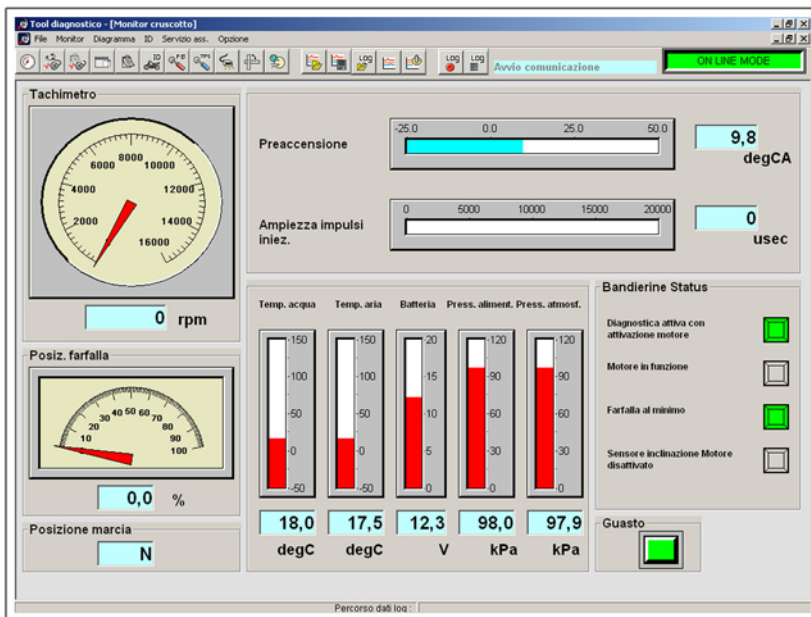 Tool diagnostico - [Monitor cruscotto]
File Monitor Diagramma ID Servizio ass. Opzione
ID FB TPS LOG LOG LOG
Avvio comunicazione
ON LINE MODE
Tachimetro
2000 4000 6000 8000 10000 12000 14000 16000
0 rpm
Posiz. farfalla
10 20 30 40 50 60 70 80 90 100
0,0 %
Posizione marcia
N
Preaccensione
-25.0 0.0 25.0 50.0
9,8
degCA
Ampiezza impulsi
iniez.
0 5000 10000 15000 20000
0
usec
Temp. acqua Temp. aria Batteria Press. aliment. Press. atmosf.
150 150 20 120 120
100 100 15 90 90
50 50 10 60 60
0 0 5 30 30
-50 -50 0 0 0
18,0 17,5 12,3 98,0 97,9
degC degC V kPa kPa
Bandierine Status
Diagnostica attiva con
attivazione motore
Motore in funzione
Farfalla al minimo
Sensore inclinazione Motore
disattivato
Guasto
Percorso dati log :